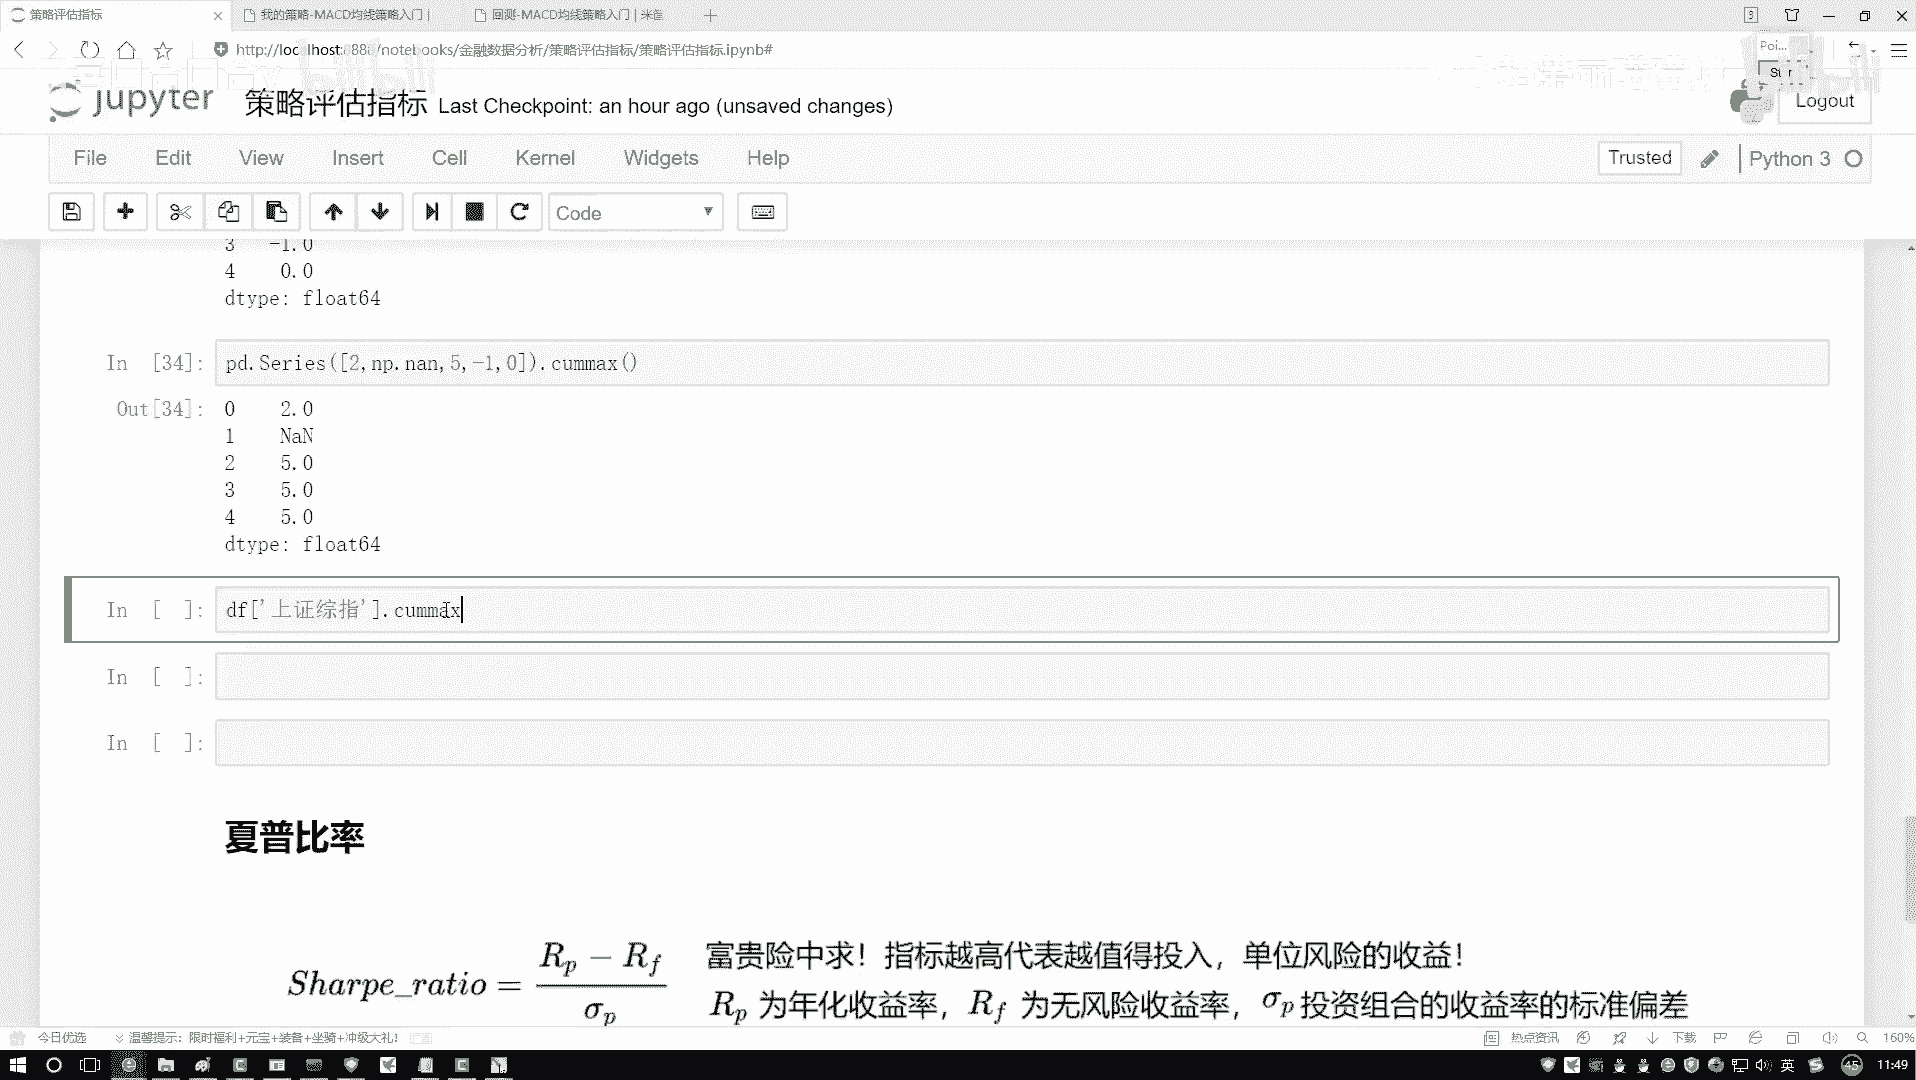 策略评估指标
我的策略-MACD均线策略入门 |
回测-MACD均线策略入门 | 米筐
3
http://localhost:8888/notebooks/金融数据分析/策略评估指标/策略评估指标.ipynb#
Poi...
jupyter 策略评估指标 Last Checkpoint: an hour ago (unsaved changes)
Logout
File Edit View Insert Cell Kernel Widgets Help
Trusted Python 3
Code
3 -1.0
4 0.0
dtype: float64
In [34]: pd.Series([2,np.nan,5,-1,0]).cummax()
Out[34]: 0 2.0
1 NaN
2 5.0
3 5.0
4 5.0
dtype: float64
In [ ]: df['上证综指'].cummax
In [ ]:
In [ ]:
夏普比率
Sharpe_ratio = (R_p − R_f) / σ_p 富贵险中求！指标越高代表越值得投入，单位风险的收益！
R_p 为年化收益率，R_f 为无风险收益率，σ_p 投资组合的收益率的标准偏差
今日优选 温馨提示: 限时福利+元宝+装备+坐骑+冲级大礼! 热点资讯 下载 160%
英 45 11:49